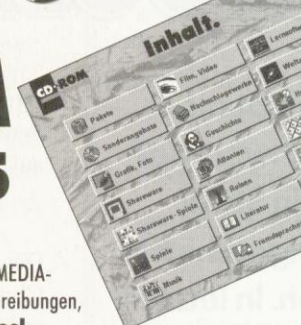 CD-ROM
Inhalt.
Pakete
Sonderangebote
Grafik, Foto
Shareware
Shareware-Spiele
Spiele
Musik
Film, Video
Nachschlagewerke
Geschichte
Atlanten
Reisen
Literatur
Fremdsprachen
5
MEDIA-
reibungen,